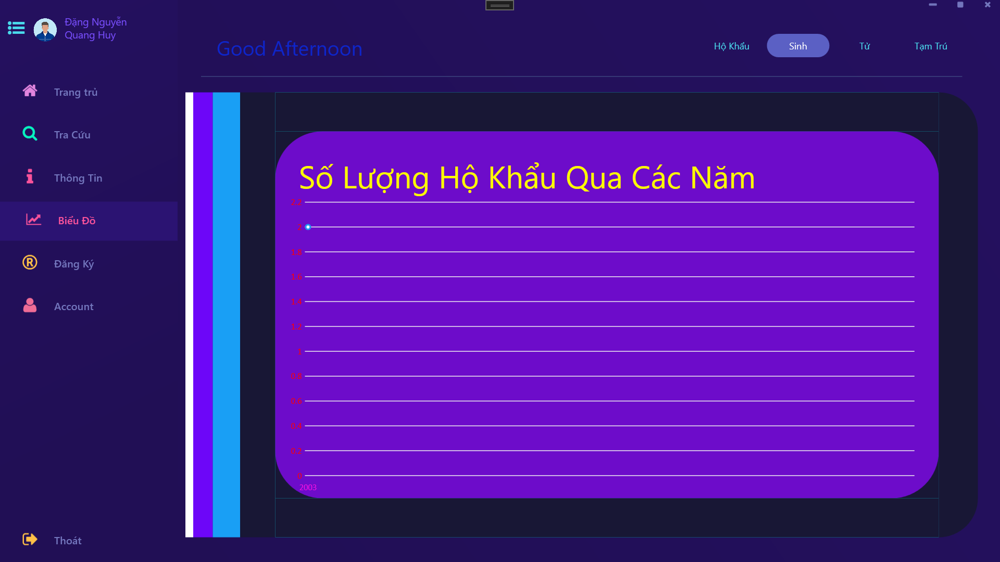 Đặng Nguyễn
Quang Huy
Trang trủ
Tra Cứu
Thông Tin
Biểu Đồ
Đăng Ký
Account
Thoát
Good Afternoon
Hộ Khẩu
Sinh
Tử
Tạm Trú
Số Lượng Hộ Khẩu Qua Các Năm
2.2
2
1.8
1.6
1.4
1.2
1
0.8
0.6
0.4
0.2
0
2003